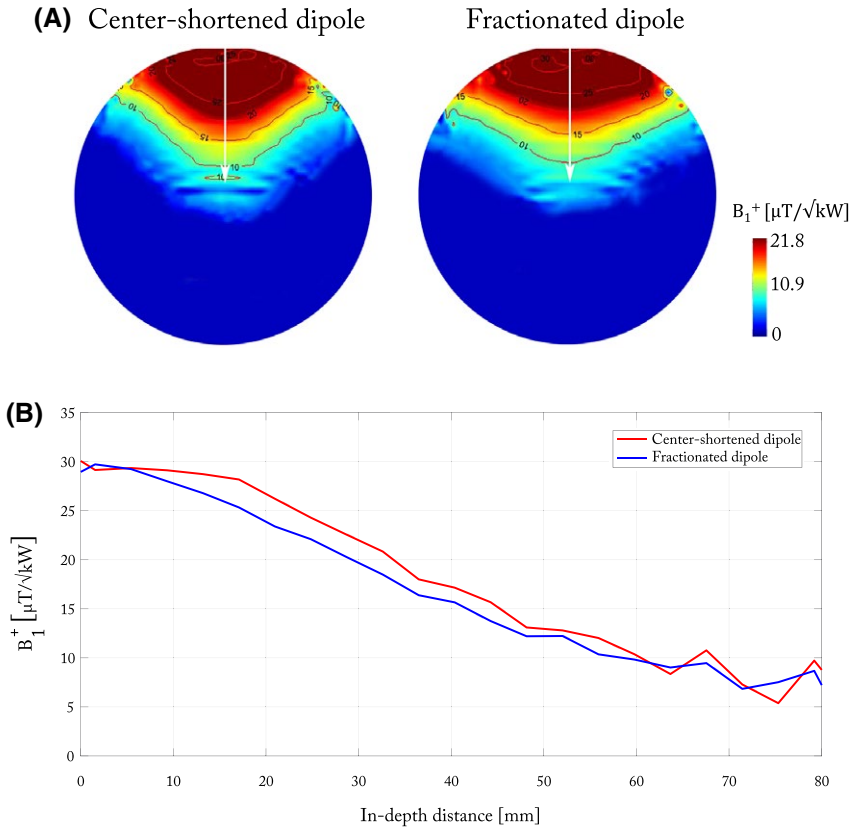 (A) Center-shortened dipole Fractionated dipole
B₁⁺ [μT/√kW]
21.8
10.9
0
(B)
35
30
25
20
15
10
5
0
B₁⁺ [μT/√kW]
Center-shortened dipole
Fractionated dipole
0 10 20 30 40 50 60 70 80
In-depth distance [mm]